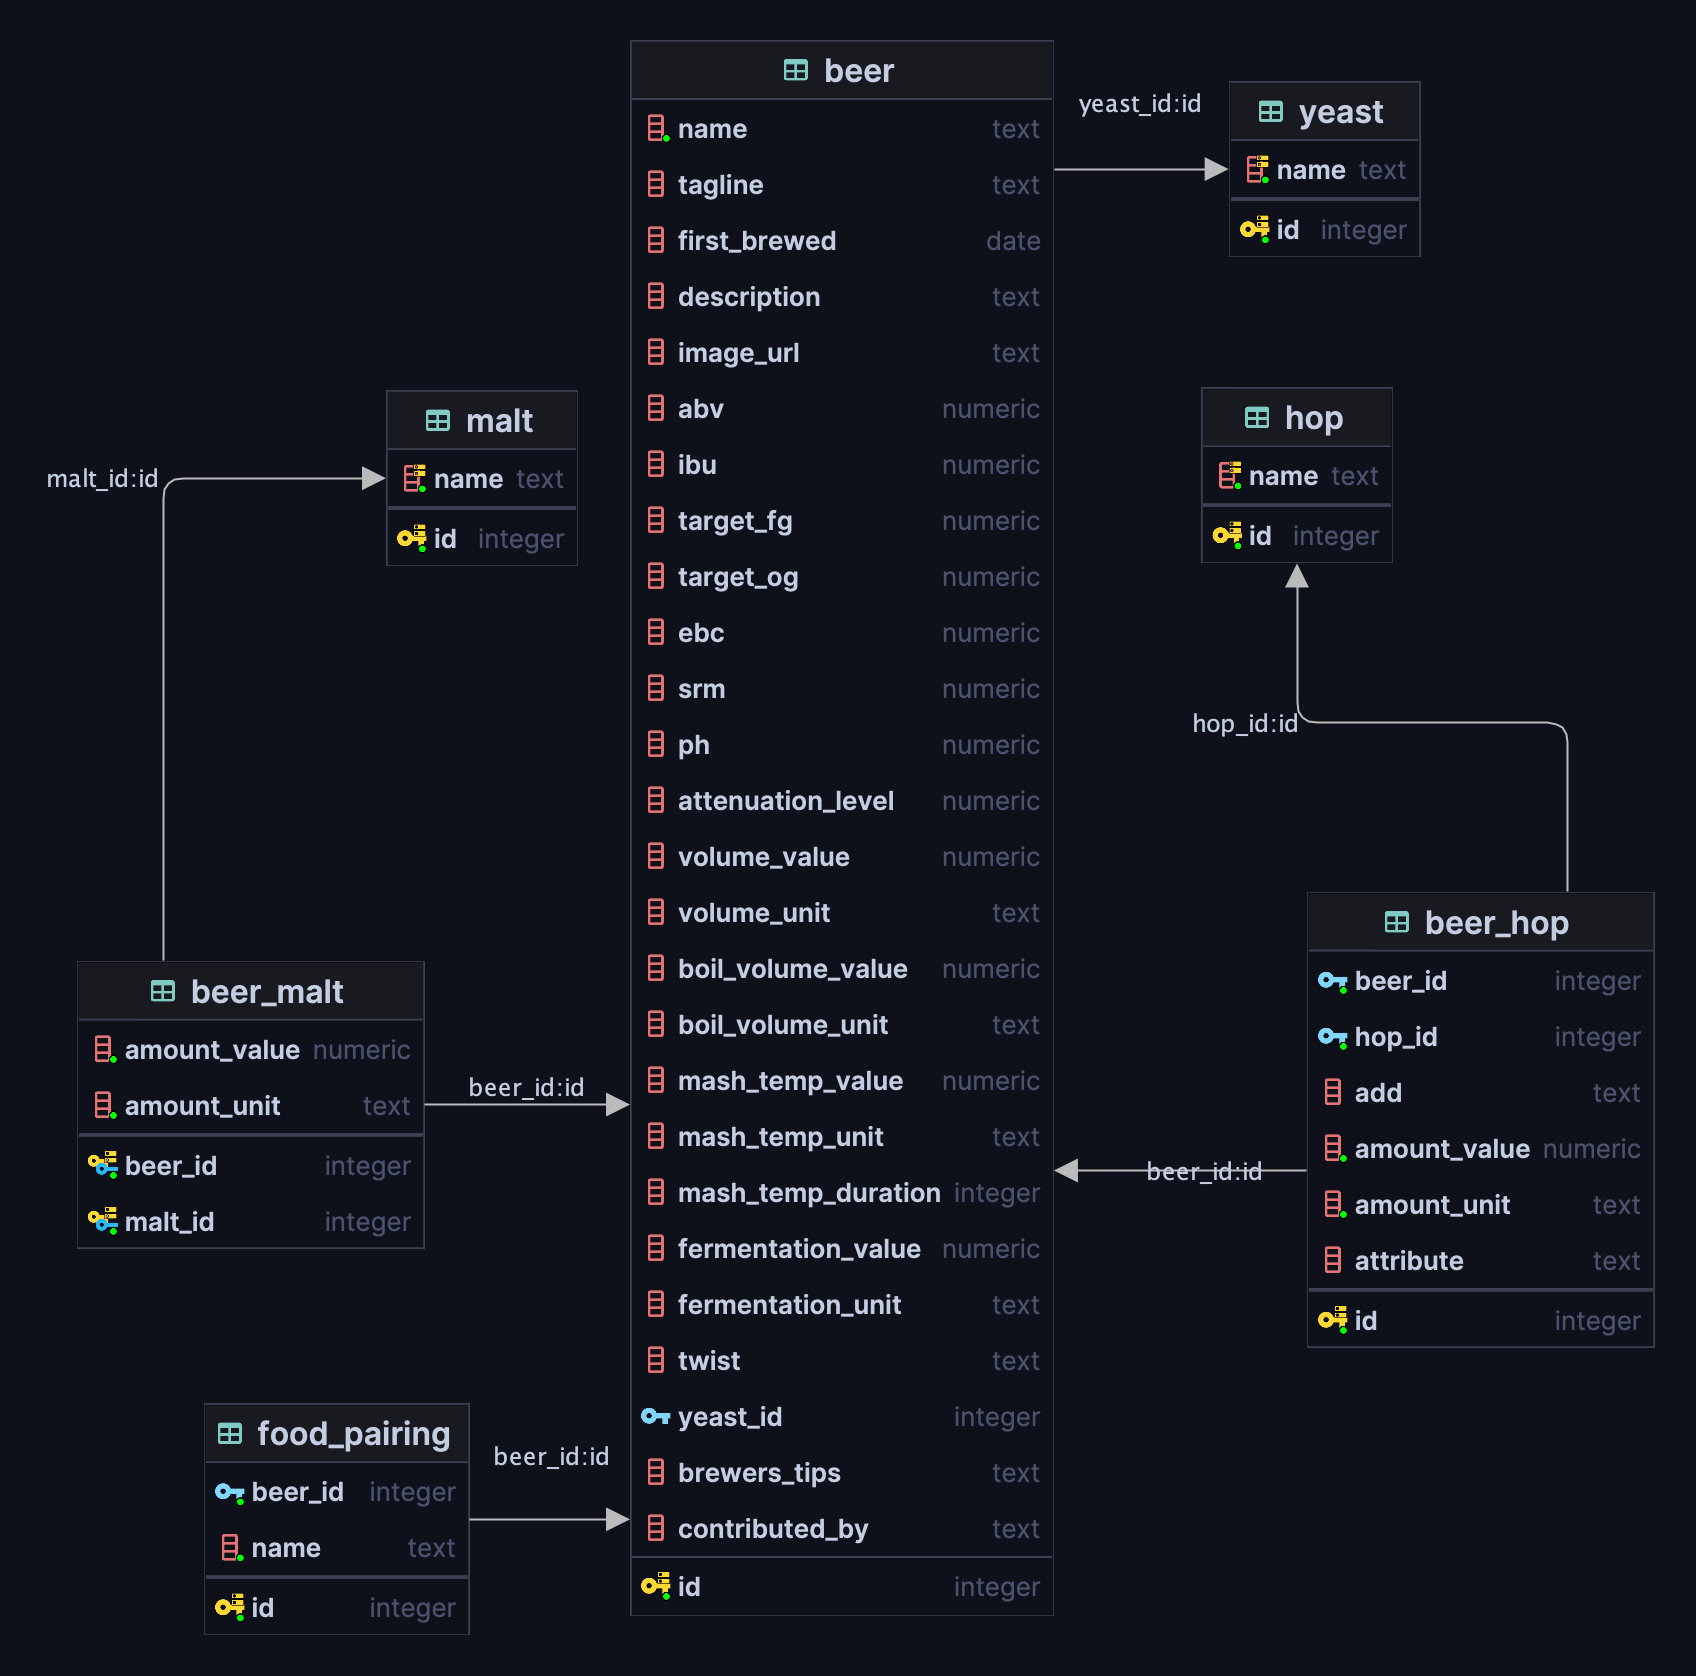 beer
name text
tagline text
first_brewed date
description text
image_url text
abv numeric
ibu numeric
target_fg numeric
target_og numeric
ebc numeric
srm numeric
ph numeric
attenuation_level numeric
volume_value numeric
volume_unit text
boil_volume_value numeric
boil_volume_unit text
mash_temp_value numeric
mash_temp_unit text
mash_temp_duration integer
fermentation_value numeric
fermentation_unit text
twist text
yeast_id integer
brewers_tips text
contributed_by text
id integer
yeast_id:id
yeast
name text
id integer
malt
name text
id integer
malt_id:id
hop
name text
id integer
hop_id:id
beer_malt
amount_value numeric
amount_unit text
beer_id integer
malt_id integer
beer_id:id
beer_hop
beer_id integer
hop_id integer
add text
amount_value numeric
amount_unit text
attribute text
id integer
beer_id:id
food_pairing
beer_id integer
name text
id integer
beer_id:id